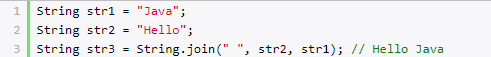 1 String str1 = "Java";
2 String str2 = "Hello";
3 String str3 = String.join(" ", str2, str1); // Hello Java